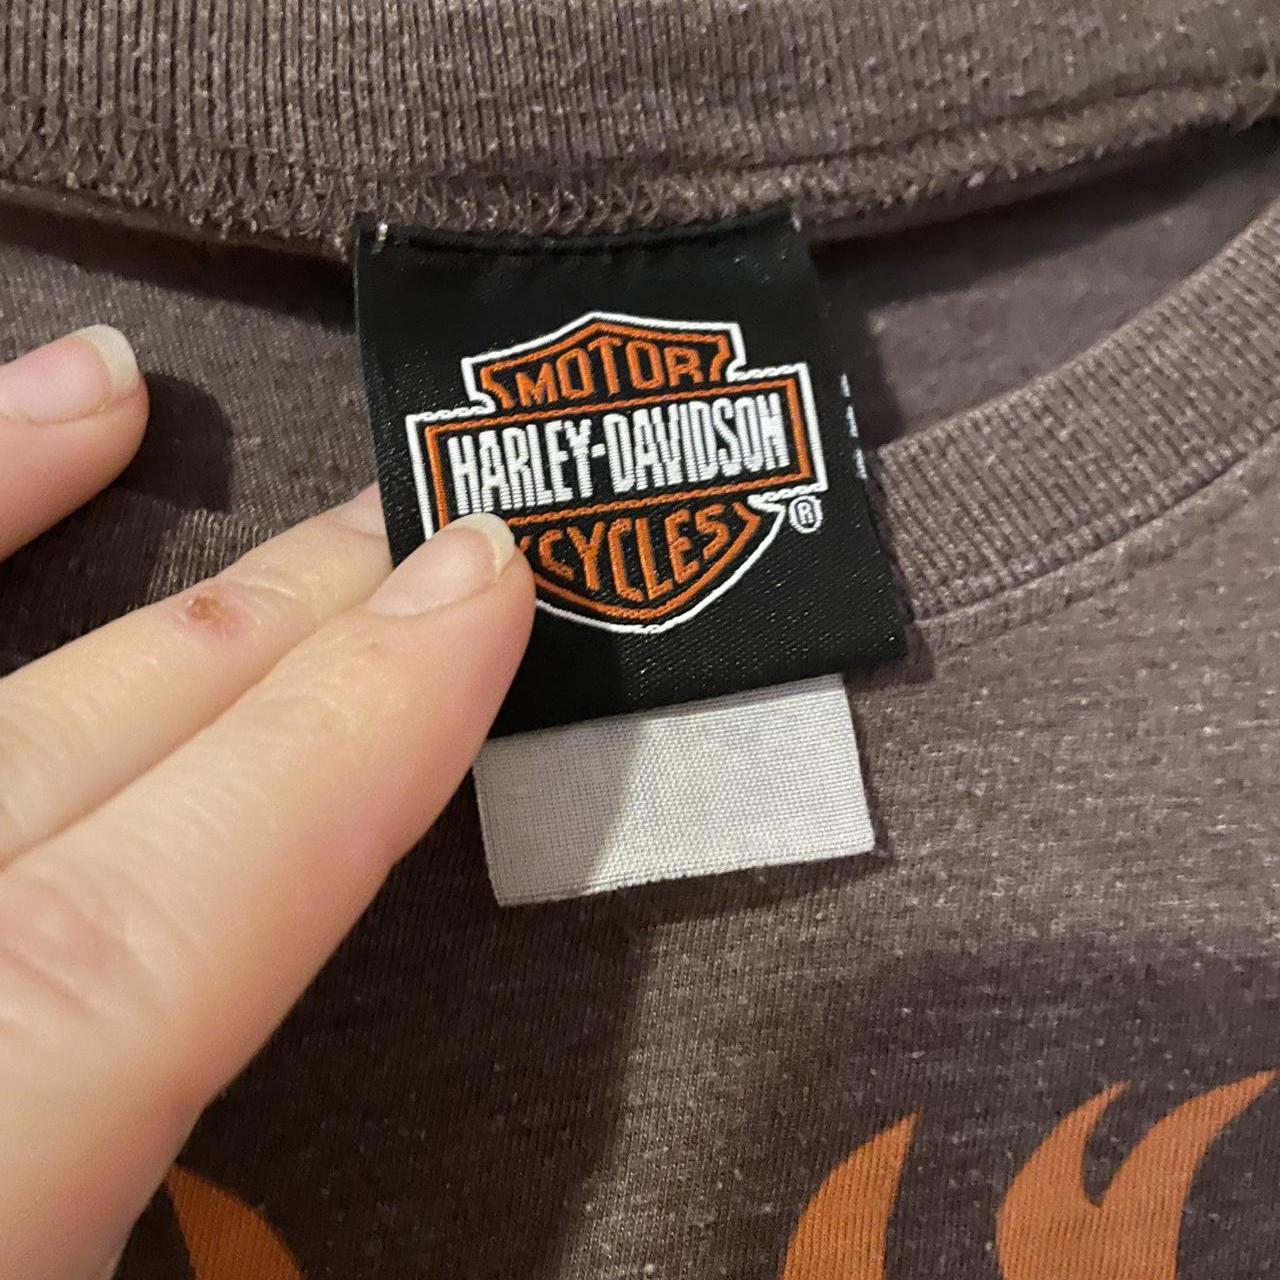 MOTOR
HARLEY-DAVIDSON
CYCLES
®